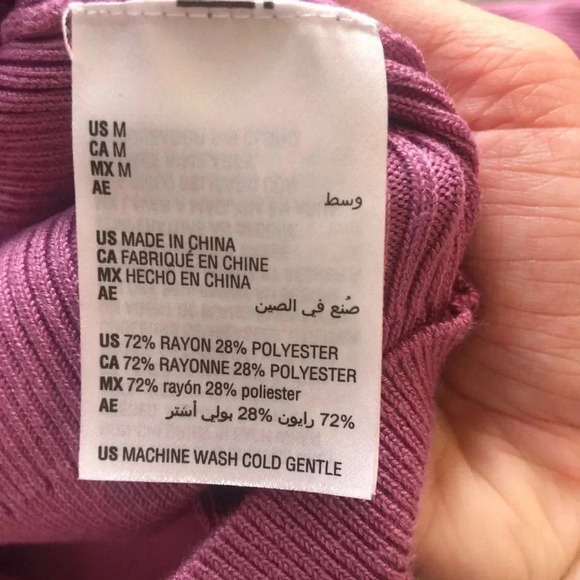 US M
CA M
MX M
AE وسط
US MADE IN CHINA
CA FABRIQUÉ EN CHINE
MX HECHO EN CHINA
AE صُنع في الصين
US 72% RAYON 28% POLYESTER
CA 72% RAYONNE 28% POLYESTER
MX 72% rayón 28% poliester
AE 72% رايون 28% بولي أستر
US MACHINE WASH COLD GENTLE